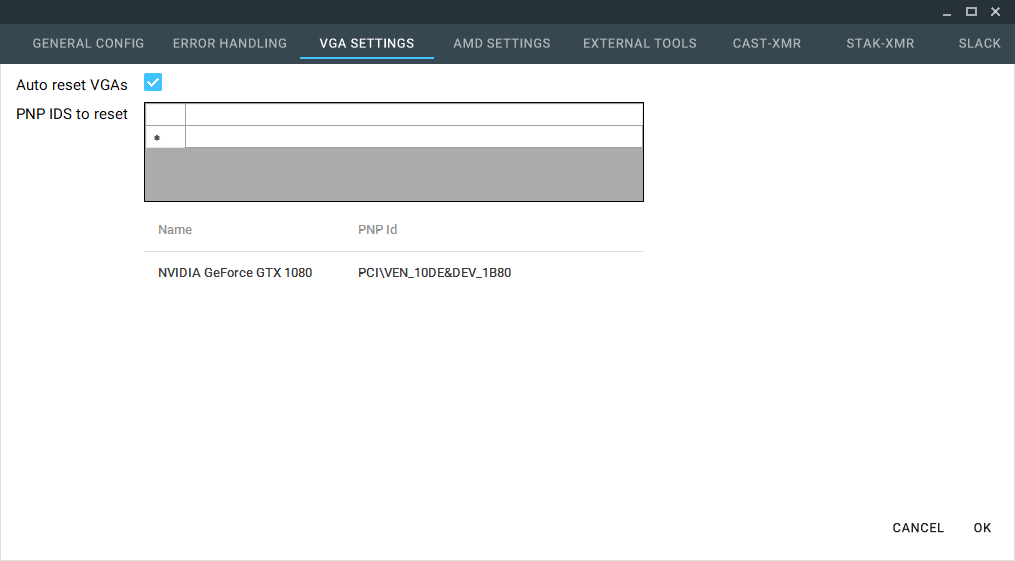 GENERAL CONFIG ERROR HANDLING VGA SETTINGS AMD SETTINGS EXTERNAL TOOLS CAST-XMR STAK-XMR SLACK
Auto reset VGAs
PNP IDS to reset
*
Name PNP Id
NVIDIA GeForce GTX 1080 PCI\VEN_10DE&DEV_1B80
CANCEL OK